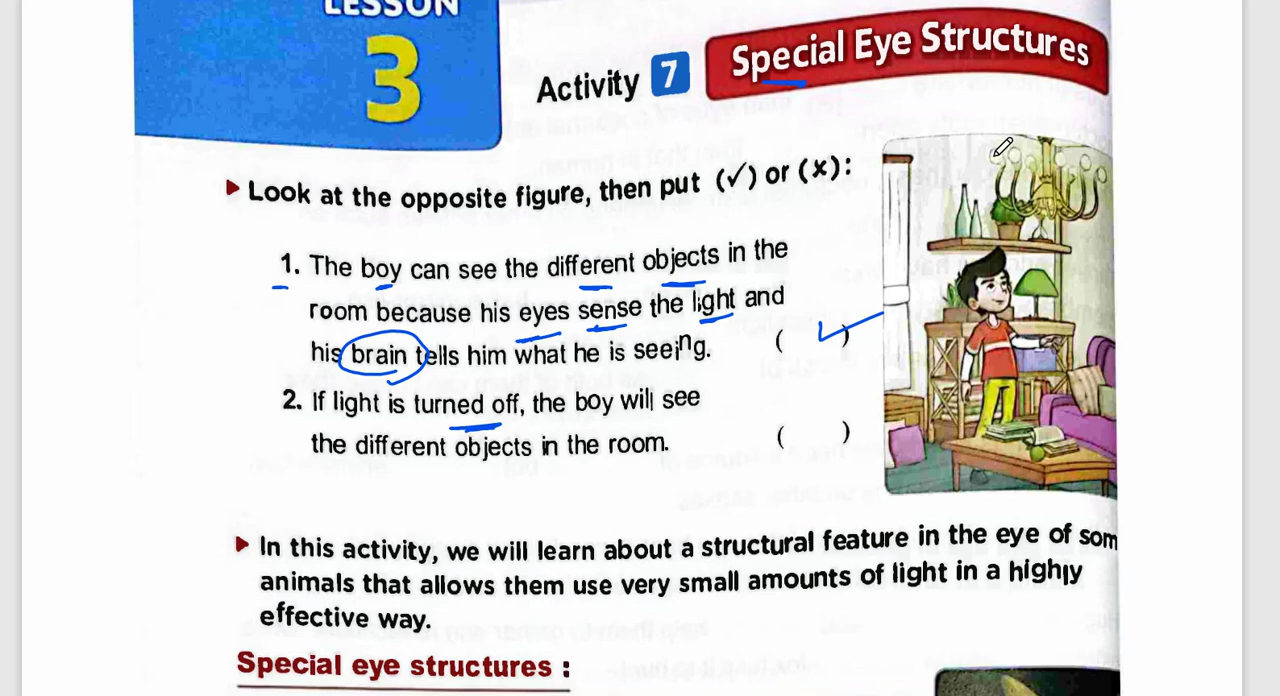 LESSON
3
Activity 7
Special Eye Structures
Look at the opposite figure, then put (✓) or (x):
1. The boy can see the different objects in the
room because his eyes sense the light and
his brain tells him what he is seeing. ( ✓ )
2. If light is turned off, the boy will see
the different objects in the room. ( )
In this activity, we will learn about a structural feature in the eye of som
animals that allows them use very small amounts of light in a highly
effective way.
Special eye structures :